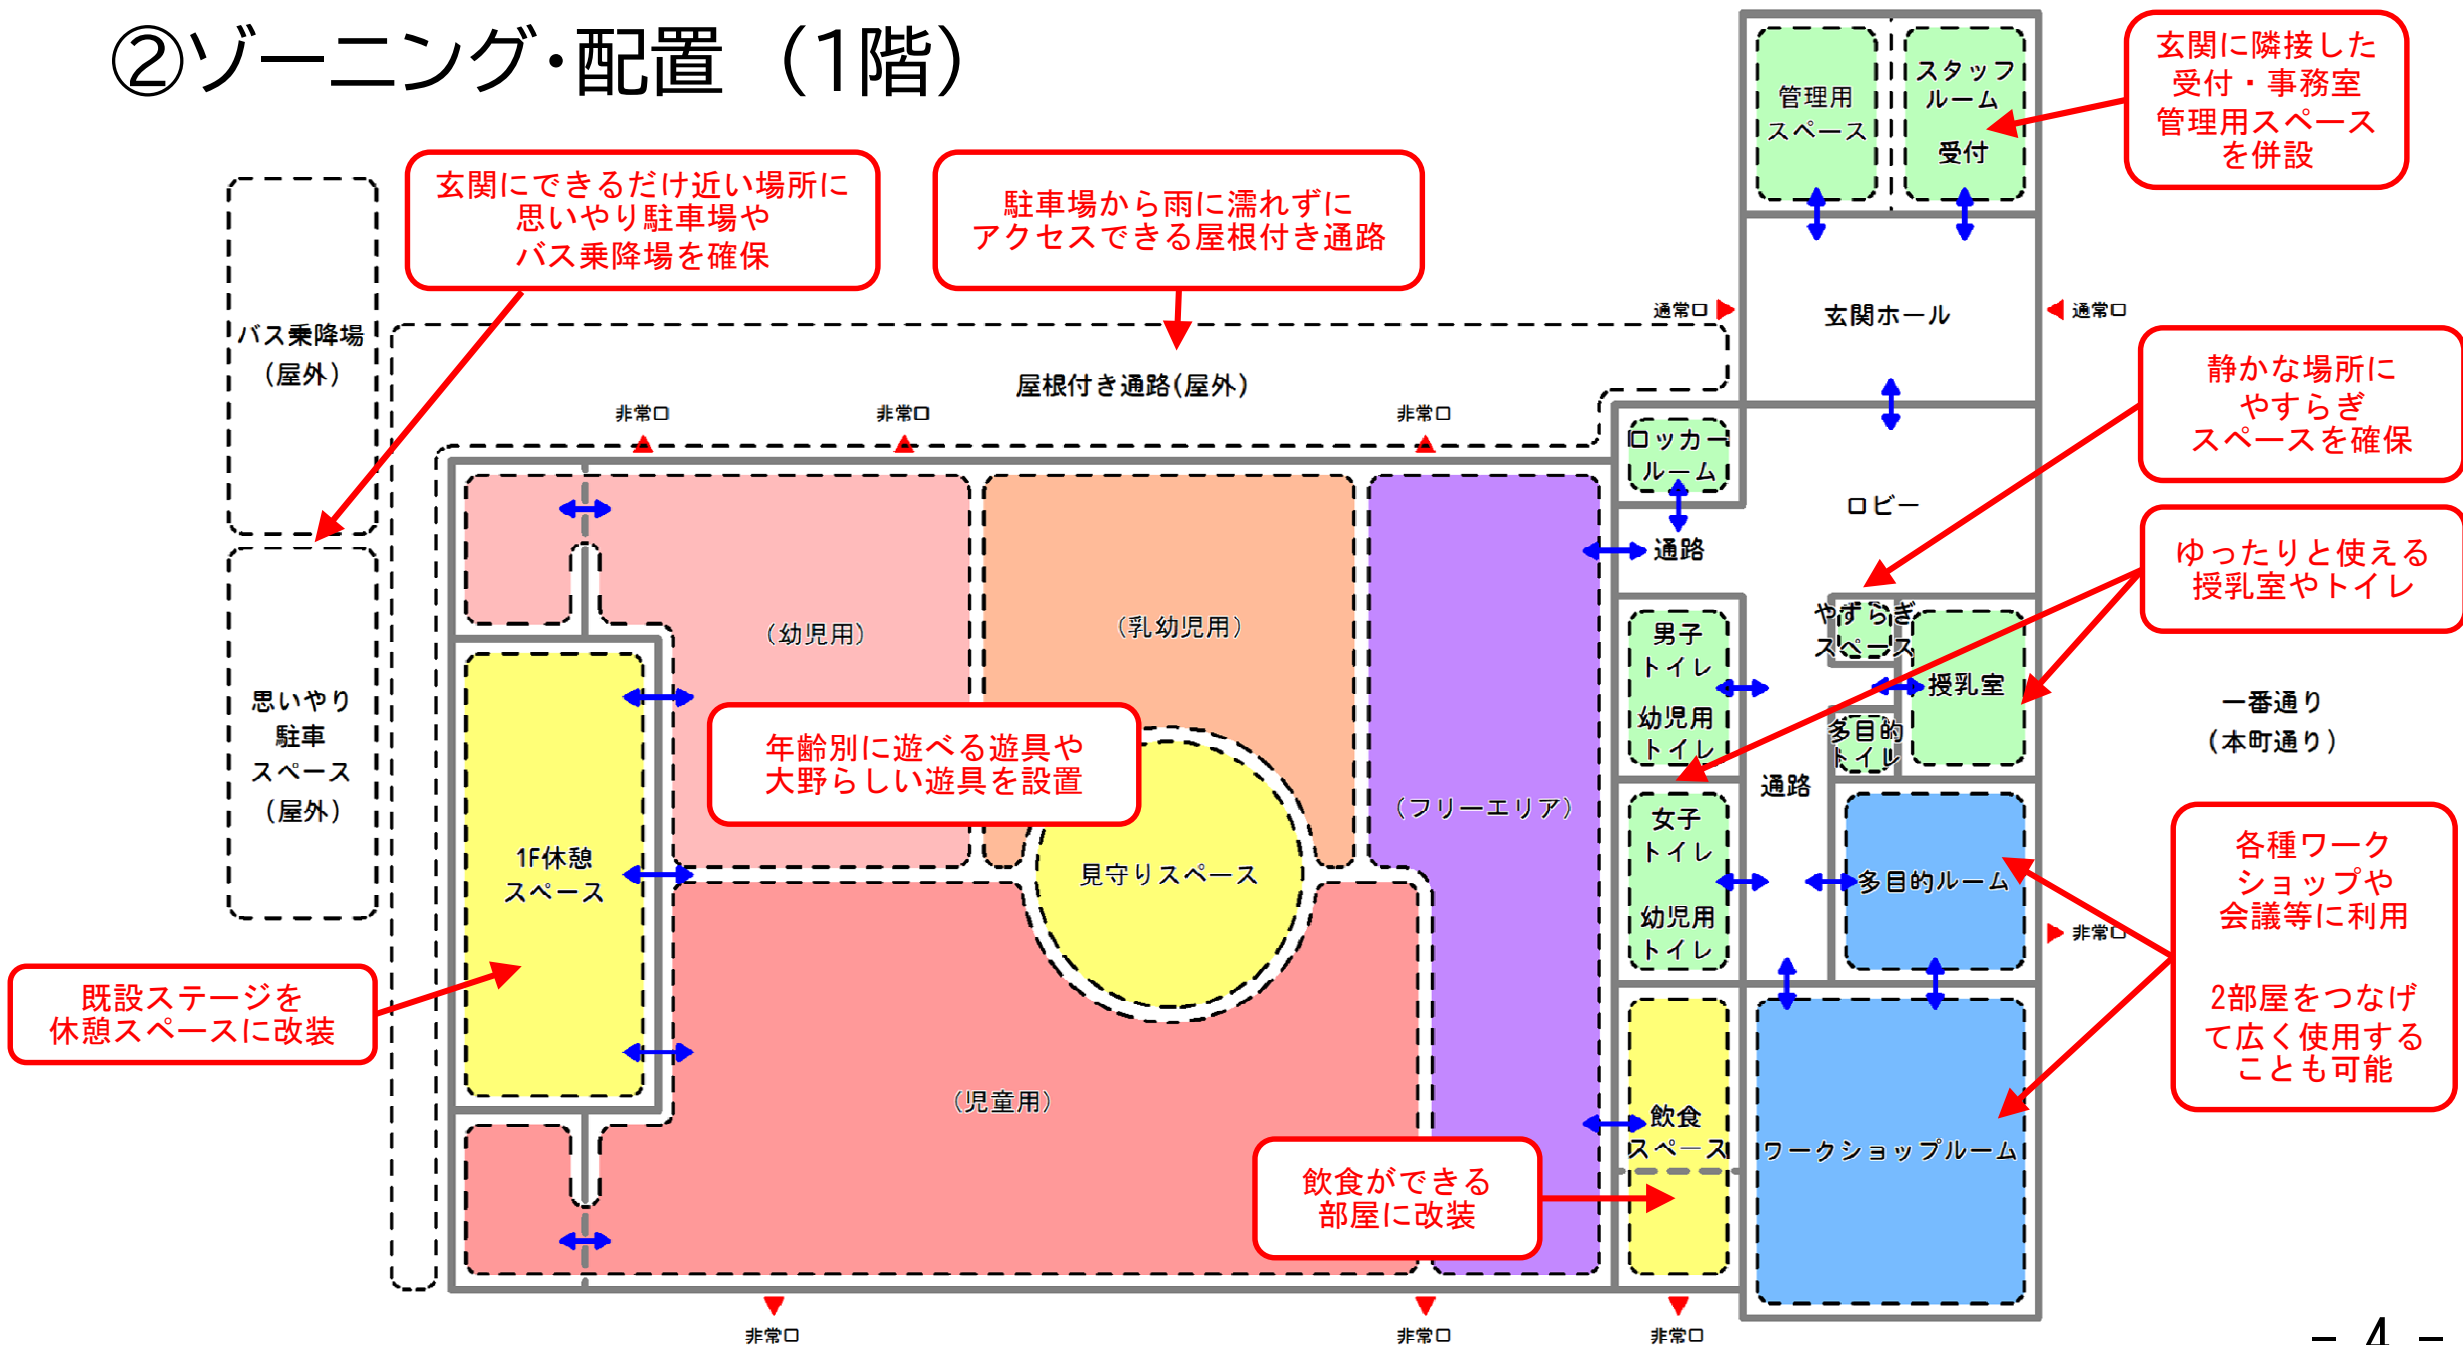 ②ゾーニング・配置　（1階）
玄関に隣接した
受付・事務室
管理用スペース
を併設
管理用
スペース
スタッフ
ルーム
受付
玄関にできるだけ近い場所に
思いやり駐車場や
バス乗降場を確保
駐車場から雨に濡れずに
アクセスできる屋根付き通路
バス乗降場
（屋外）
通常口
玄関ホール
通常口
屋根付き通路(屋外)
非常口
非常口
非常口
静かな場所に
やすらぎ
スペースを確保
ロッカー
ルーム
ロビー
通路
ゆったりと使える
授乳室やトイレ
（幼児用）
（乳幼児用）
（フリーエリア）
男子
トイレ
幼児用
トイレ
やすらぎ
スペース
授乳室
多目的
トイレ
通路
一番通り
（本町通り）
思いやり
駐車
スペース
（屋外）
年齢別に遊べる遊具や
大野らしい遊具を設置
1F休憩
スペース
見守りスペース
女子
トイレ
幼児用
トイレ
多目的ルーム
非常口
各種ワーク
ショップや
会議等に利用
2部屋をつなげ
て広く使用する
ことも可能
既設ステージを
休憩スペースに改装
（児童用）
飲食
スペース
ワークショップルーム
飲食ができる
部屋に改装
非常口
非常口
非常口
- 4 -